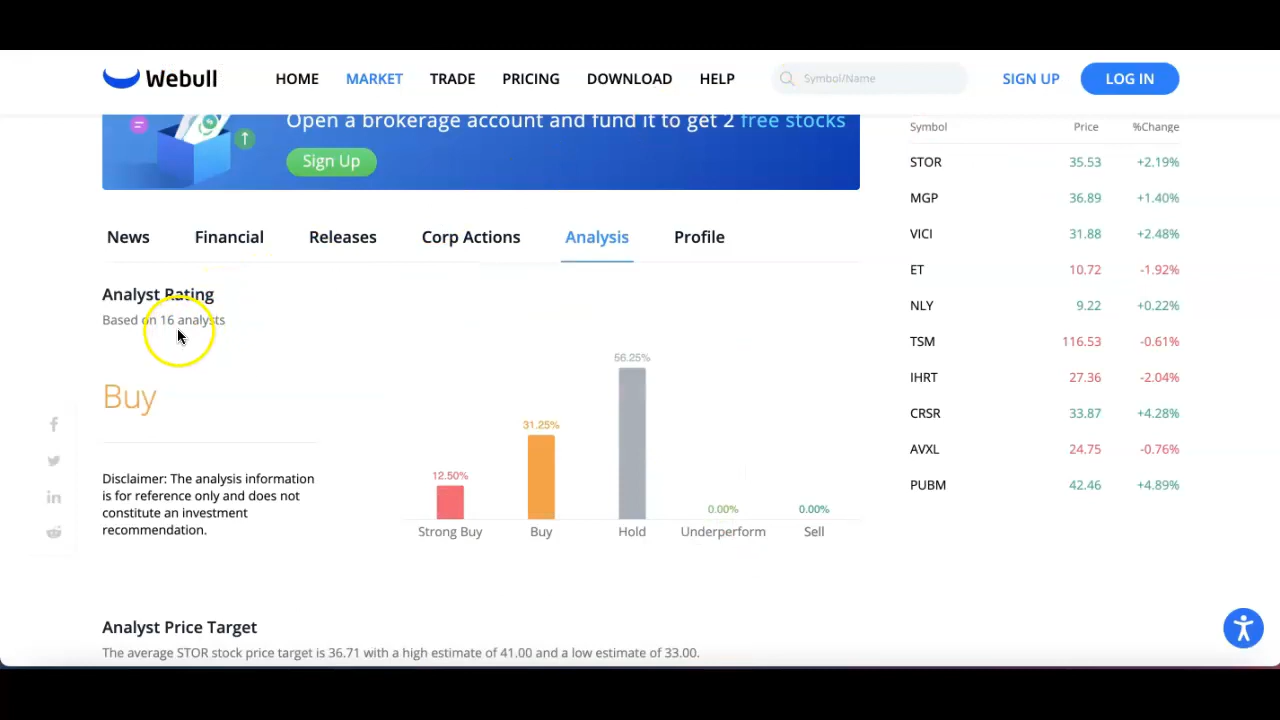 Webull HOME MARKET TRADE PRICING DOWNLOAD HELP Symbol/Name SIGN UP LOG IN
Open a brokerage account and fund it to get 2 free stocks
Sign Up
News Financial Releases Corp Actions Analysis Profile
Analyst Rating
Based on 16 analysts
Buy
Disclaimer: The analysis information
is for reference only and does not
constitute an investment
recommendation.
12.50% 31.25% 56.25% 0.00% 0.00%
Strong Buy Buy Hold Underperform Sell
Analyst Price Target
The average STOR stock price target is 36.71 with a high estimate of 41.00 and a low estimate of 33.00.
Symbol Price %Change
STOR 35.53 +2.19%
MGP 36.89 +1.40%
VICI 31.88 +2.48%
ET 10.72 -1.92%
NLY 9.22 +0.22%
TSM 116.53 -0.61%
IHRT 27.36 -2.04%
CRSR 33.87 +4.28%
AVXL 24.75 -0.76%
PUBM 42.46 +4.89%